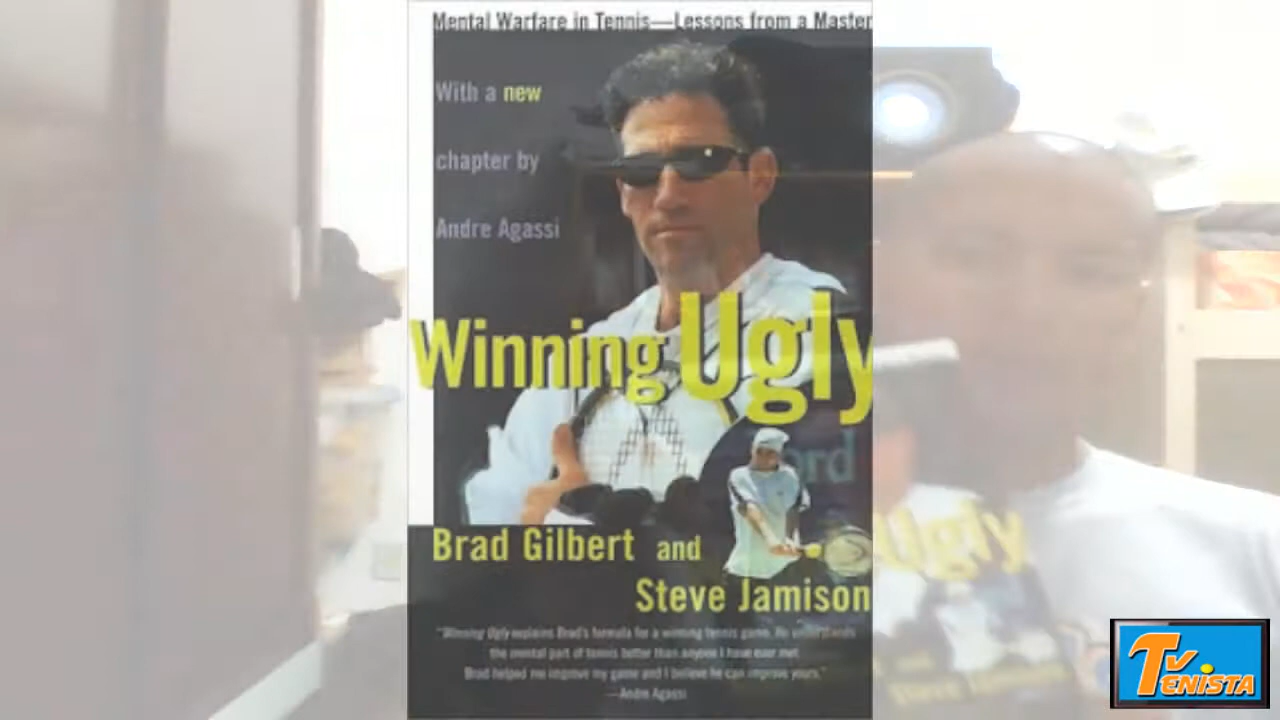 Mental Warfare in Tennis—Lessons from a Master
With a new
chapter by
Andre Agassi
Winning Ugly
ord
Brad Gilbert and
Steve Jamison
"Winning Ugly explains Brad's formula for a winning tennis game. He understands
the mental part of tennis better than anyone I have ever met.
Brad helped me improve my game and I believe he can improve yours."
—Andre Agassi
Ugly
TV TENISTA